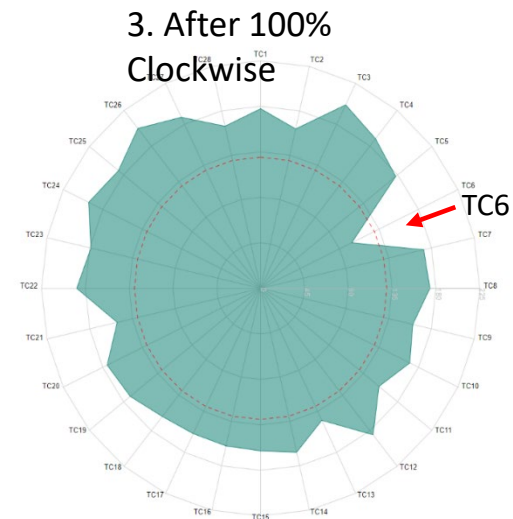 3. After 100%
Clockwise
TC1
TC2
TC3
TC4
TC5
TC6
TC6
TC7
TC8
TC9
TC10
TC11
TC12
TC13
TC14
TC15
TC16
TC17
TC18
TC19
TC20
TC21
TC22
TC23
TC24
TC25
TC26
TC28